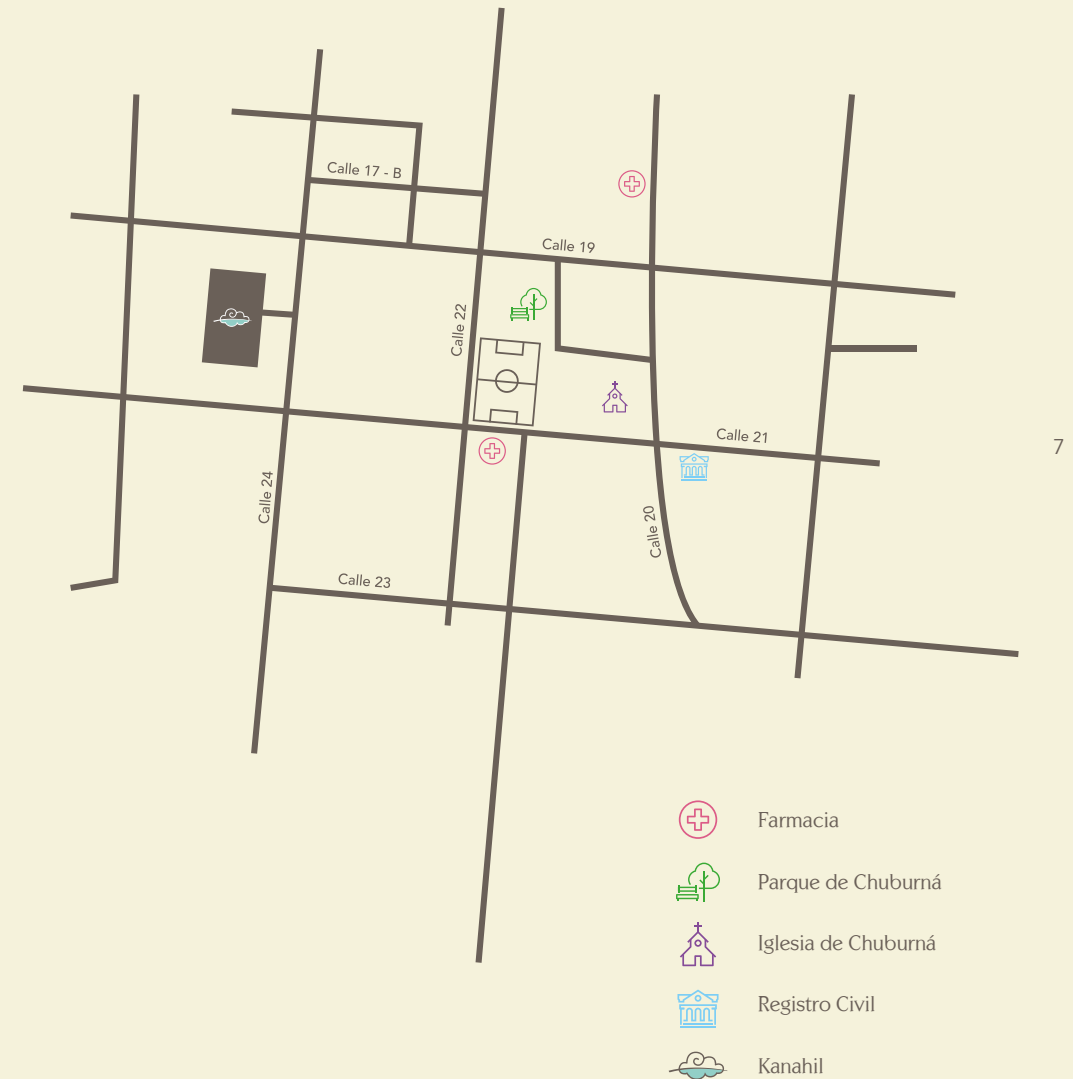 Calle 17 - B
Calle 19
Calle 22
Calle 21
7
Calle 24
Calle 20
Calle 23
Farmacia
Parque de Chuburná
Iglesia de Chuburná
Registro Civil
Kanahil